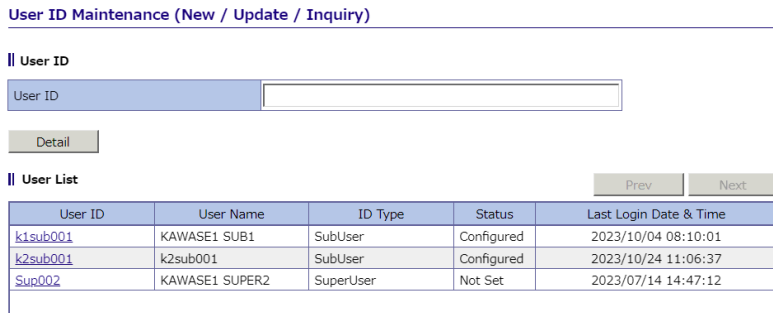 User ID Maintenance (New / Update / Inquiry)
User ID
User ID
Detail
User List
Prev Next
User ID User Name ID Type Status Last Login Date & Time
k1sub001 KAWASE1 SUB1 SubUser Configured 2023/10/04 08:10:01
k2sub001 k2sub001 SubUser Configured 2023/10/24 11:06:37
Sup002 KAWASE1 SUPER2 SuperUser Not Set 2023/07/14 14:47:12